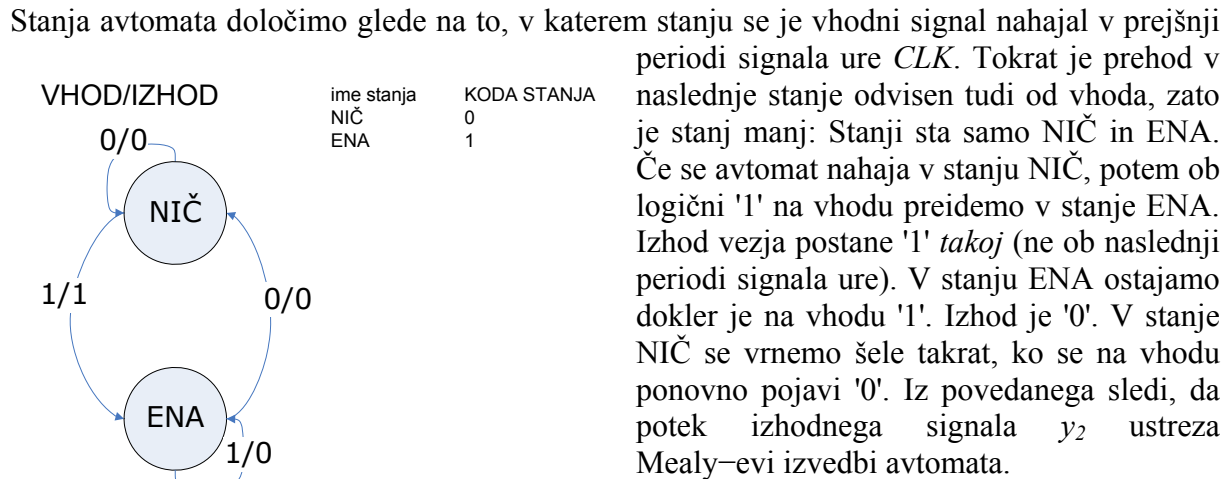 Stanja avtomata določimo glede na to, v katerem stanju se je vhodni signal nahajal v prejšnji
periodi signala ure CLK. Tokrat je prehod v
naslednje stanje odvisen tudi od vhoda, zato
je stanj manj: Stanji sta samo NIČ in ENA.
Če se avtomat nahaja v stanju NIČ, potem ob
logični '1' na vhodu preidemo v stanje ENA.
Izhod vezja postane '1' takoj (ne ob naslednji
periodi signala ure). V stanju ENA ostajamo
dokler je na vhodu '1'. Izhod je '0'. V stanje
NIČ se vrnemo šele takrat, ko se na vhodu
ponovno pojavi '0'. Iz povedanega sledi, da
potek izhodnega signala y2 ustreza
Mealy−evi izvedbi avtomata.
VHOD/IZHOD
ime stanja KODA STANJA
NIČ 0
ENA 1
0/0
NIČ
1/1
0/0
ENA
1/0